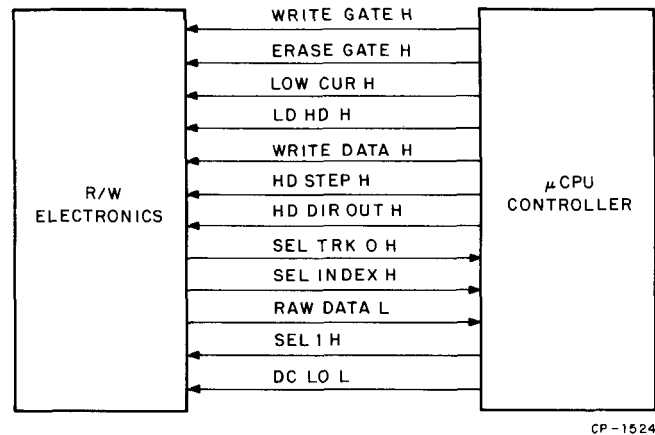 WRITE GATE H
ERASE GATE H
LOW CUR H
LD HD H
WRITE DATA H
HD STEP H
HD DIR OUT H
SEL TRK 0 H
SEL INDEX H
RAW DATA L
SEL 1 H
DC LO L
R/W
ELECTRONICS
μCPU
CONTROLLER
CP-1524